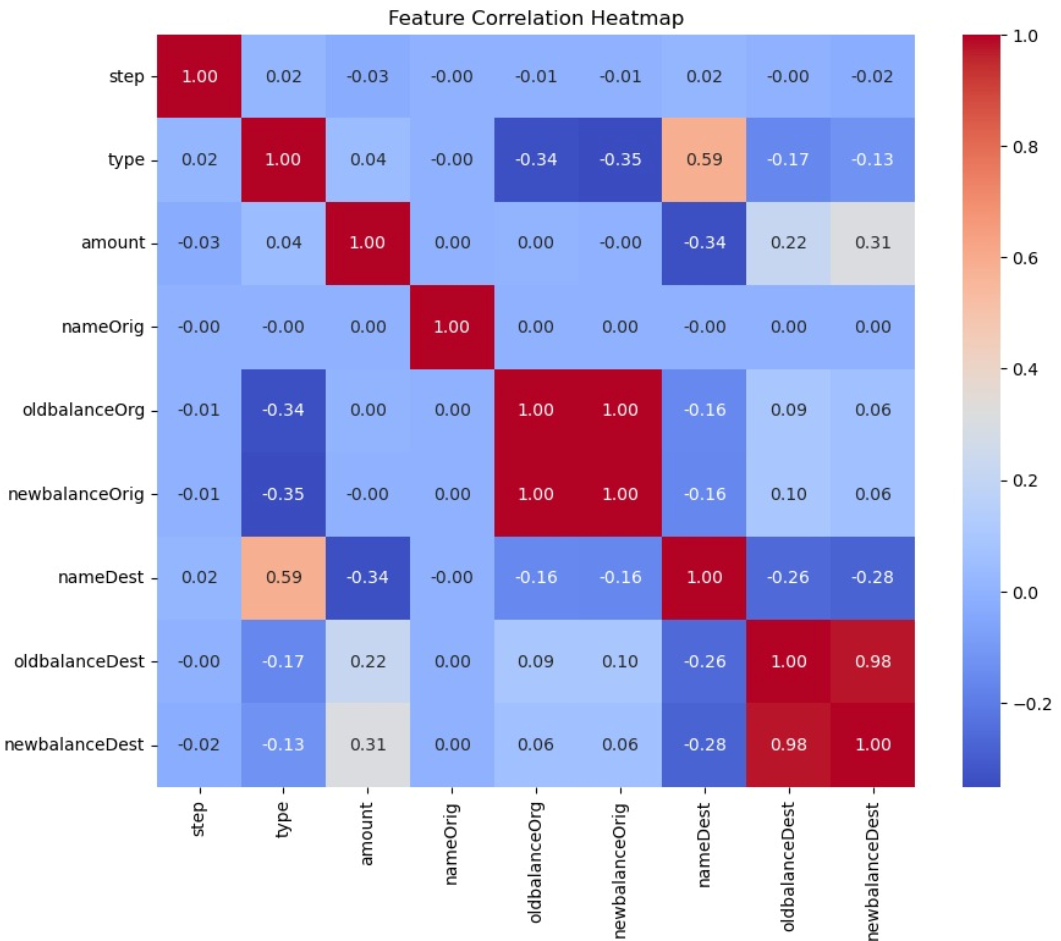 Feature Correlation Heatmap
step 1.00 0.02 -0.03 -0.00 -0.01 -0.01 0.02 -0.00 -0.02
type 0.02 1.00 0.04 -0.00 -0.34 -0.35 0.59 -0.17 -0.13
amount -0.03 0.04 1.00 0.00 0.00 -0.00 -0.34 0.22 0.31
nameOrig -0.00 -0.00 0.00 1.00 0.00 0.00 -0.00 0.00 0.00
oldbalanceOrg -0.01 -0.34 0.00 0.00 1.00 1.00 -0.16 0.09 0.06
newbalanceOrig -0.01 -0.35 -0.00 0.00 1.00 1.00 -0.16 0.10 0.06
nameDest 0.02 0.59 -0.34 -0.00 -0.16 -0.16 1.00 -0.26 -0.28
oldbalanceDest -0.00 -0.17 0.22 0.00 0.09 0.10 -0.26 1.00 0.98
newbalanceDest -0.02 -0.13 0.31 0.00 0.06 0.06 -0.28 0.98 1.00
step type amount nameOrig oldbalanceOrg newbalanceOrig nameDest oldbalanceDest newbalanceDest
1.0
0.8
0.6
0.4
0.2
0.0
−0.2